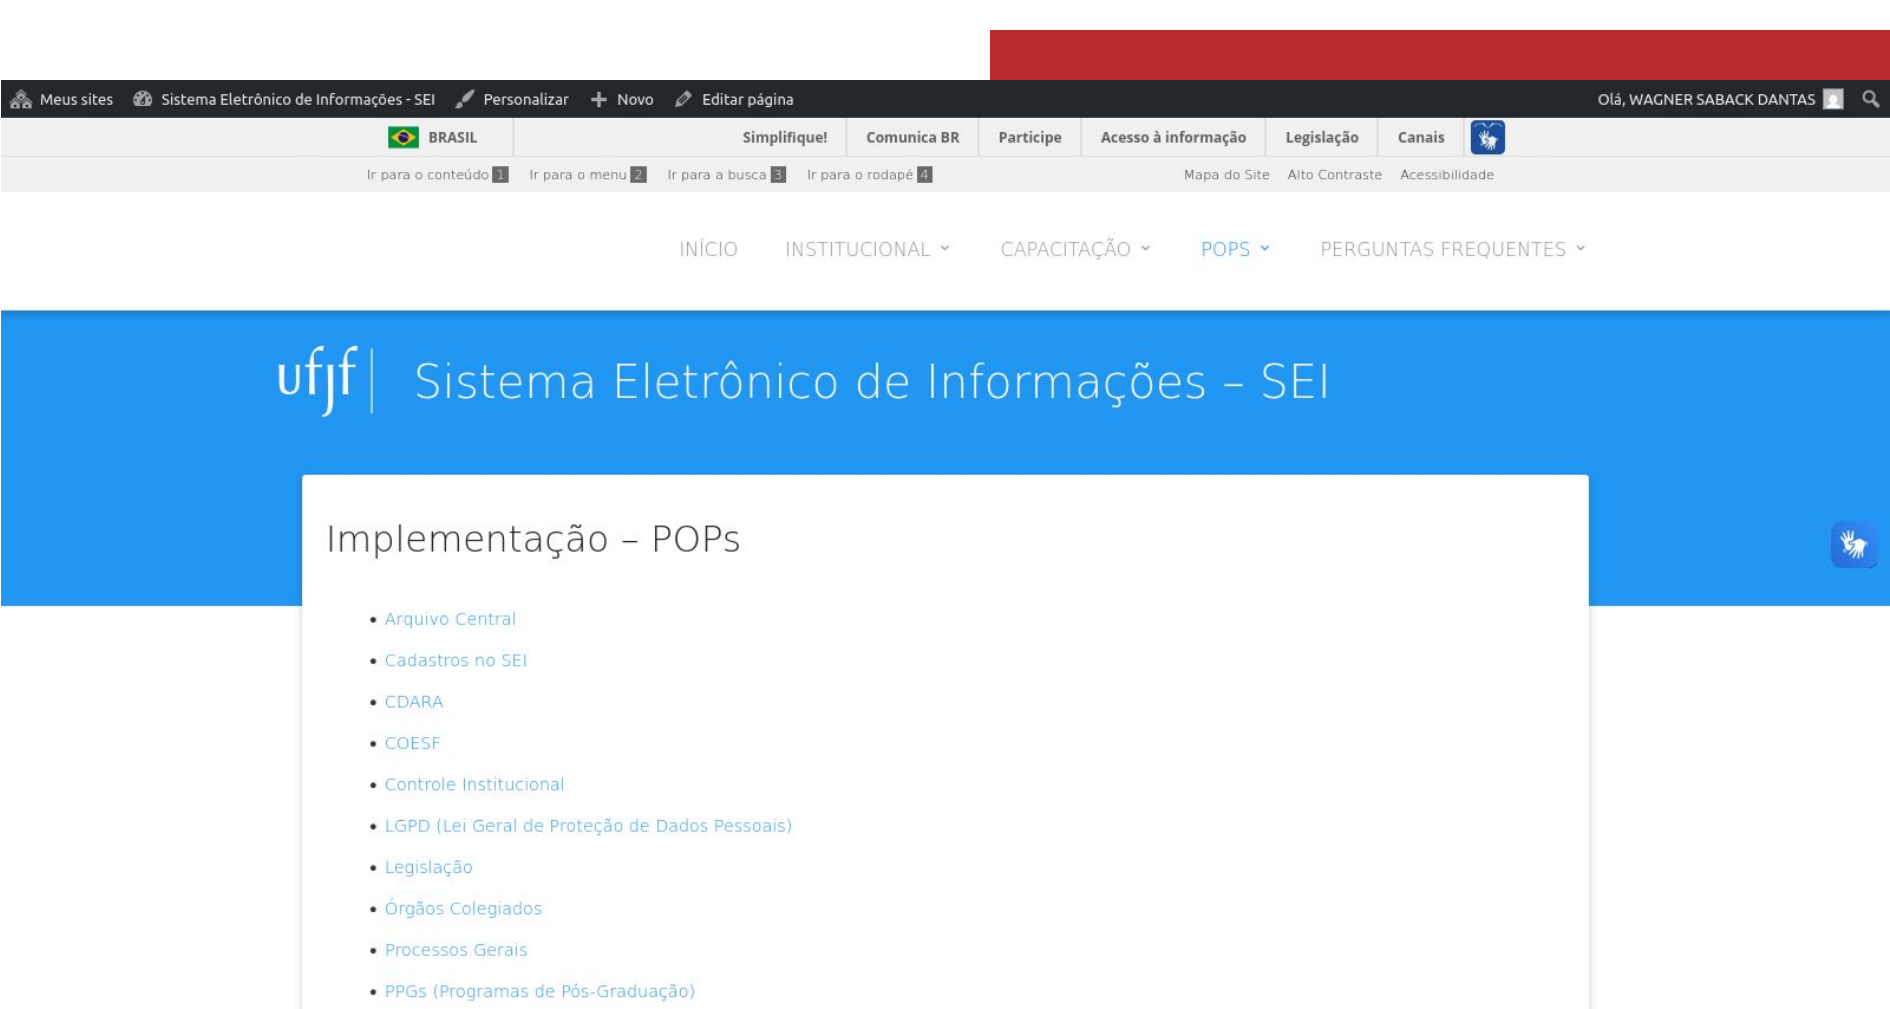 Meus sites Sistema Eletrônico de Informações - SEI Personalizar Novo Editar página Olá, WAGNER SABACK DANTAS
BRASIL Simplifique! Comunica BR Participe Acesso à informação Legislação Canais
Ir para o conteúdo 1 Ir para o menu 2 Ir para a busca 3 Ir para o rodapé 4 Mapa do Site Alto Contraste Acessibilidade
INÍCIO INSTITUCIONAL CAPACITAÇÃO POPS PERGUNTAS FREQUENTES
ufjf Sistema Eletrônico de Informações – SEI
Implementação – POPs
• Arquivo Central
• Cadastros no SEI
• CDARA
• COESF
• Controle Institucional
• LGPD (Lei Geral de Proteção de Dados Pessoais)
• Legislação
• Órgãos Colegiados
• Processos Gerais
• PPGs (Programas de Pós-Graduação)